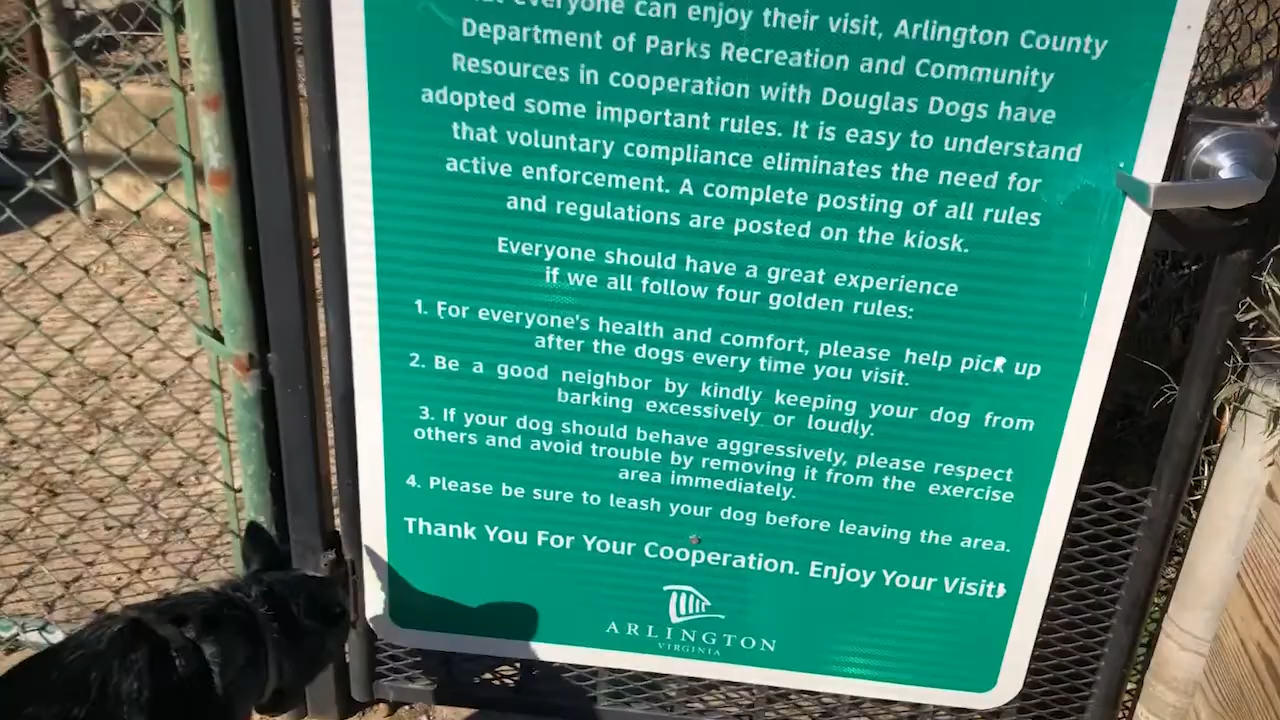 everyone can enjoy their visit, Arlington County
Department of Parks Recreation and Community
Resources in cooperation with Douglas Dogs have
adopted some important rules. It is easy to understand
that voluntary compliance eliminates the need for
active enforcement. A complete posting of all rules
and regulations are posted on the kiosk.
Everyone should have a great experience
if we all follow four golden rules:
1. For everyone's health and comfort, please help pick up
after the dogs every time you visit.
2. Be a good neighbor by kindly keeping your dog from
barking excessively or loudly.
3. If your dog should behave aggressively, please respect
others and avoid trouble by removing it from the exercise
area immediately.
4. Please be sure to leash your dog before leaving the area.
Thank You For Your Cooperation. Enjoy Your Visit!
ARLINGTON
VIRGINIA